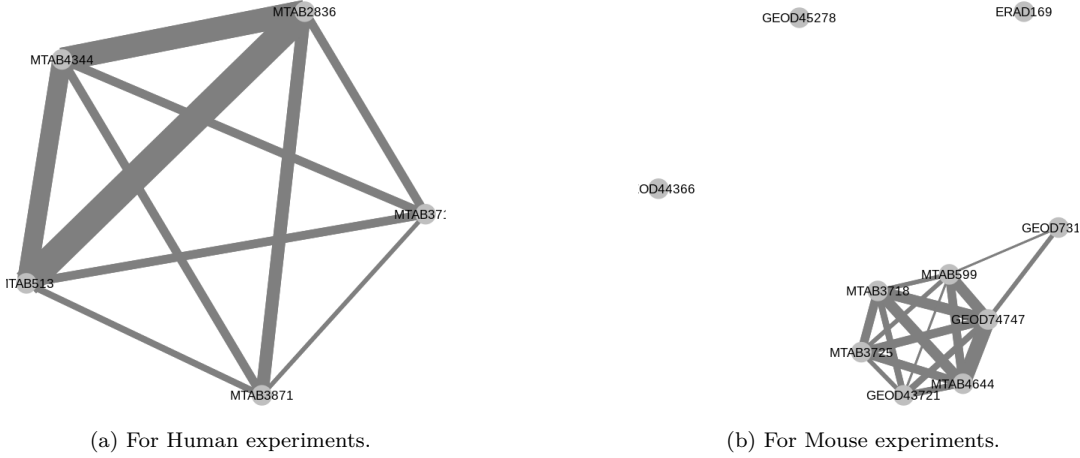 MTAB2836
MTAB4344
MTAB371
ITAB513
MTAB3871
(a) For Human experiments.
GEOD45278
ERAD169
OD44366
GEOD731
MTAB599
MTAB3718
GEOD74747
MTAB3725
MTAB4644
GEOD43721
(b) For Mouse experiments.